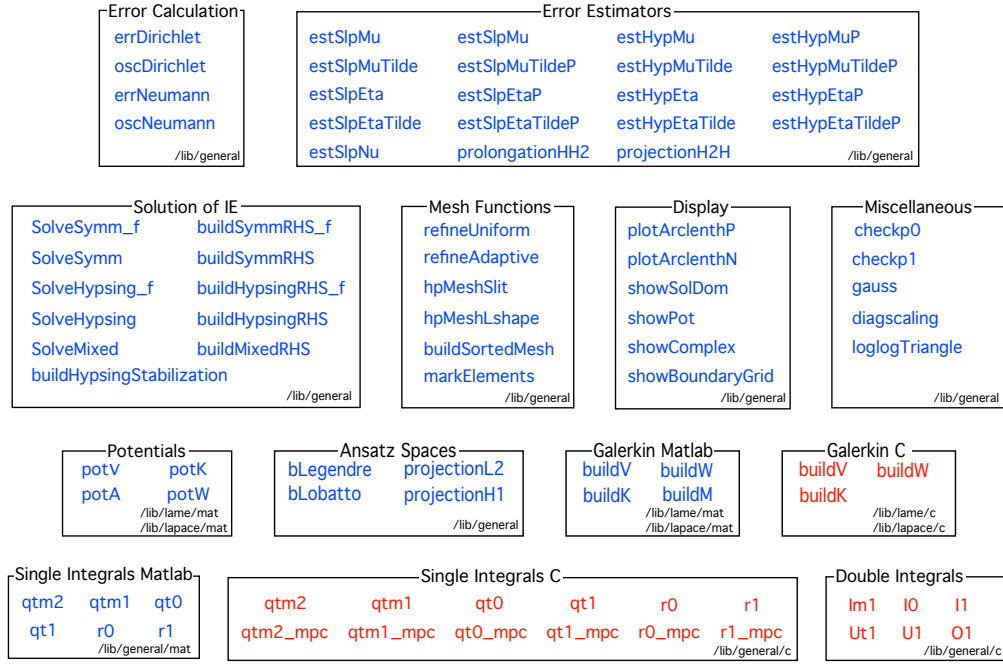 Error Calculation
errDirichlet
oscDirichlet
errNeumann
oscNeumann
/lib/general
Error Estimators
estSlpMu estSlpMu estHypMu estHypMuP
estSlpMuTilde estSlpMuTildeP estHypMuTilde estHypMuTildeP
estSlpEta estSlpEtaP estHypEta estHypEtaP
estSlpEtaTilde estSlpEtaTildeP estHypEtaTilde estHypEtaTildeP
estSlpNu prolongationHH2 projectionH2H
/lib/general
Solution of IE
SolveSymm_f buildSymmRHS_f
SolveSymm buildSymmRHS
SolveHypsing_f buildHypsingRHS_f
SolveHypsing buildHypsingRHS
SolveMixed buildMixedRHS
buildHypsingStabilization
/lib/general
Mesh Functions
refineUniform
refineAdaptive
hpMeshSlit
hpMeshLshape
buildSortedMesh
markElements
/lib/general
Display
plotArclenthP
plotArclenthN
showSolDom
showPot
showComplex
showBoundaryGrid
/lib/general
Miscellaneous
checkp0
checkp1
gauss
diagscaling
loglogTriangle
/lib/general
Potentials
potV potK
potA potW
/lib/lame/mat
/lib/lapace/mat
Ansatz Spaces
bLegendre projectionL2
bLobatto projectionH1
/lib/general
Galerkin Matlab
buildV buildW
buildK buildM
/lib/lame/mat
/lib/lapace/mat
Galerkin C
buildV buildW
buildK
/lib/lame/c
/lib/lapace/c
Single Integrals Matlab
qtm2 qtm1 qt0
qt1 r0 r1
/lib/general/mat
Single Integrals C
qtm2 qtm1 qt0 qt1 r0 r1
qtm2_mpc qtm1_mpc qt0_mpc qt1_mpc r0_mpc r1_mpc
/lib/general/c
Double Integrals
Im1 I0 I1
Ut1 U1 O1
/lib/general/c